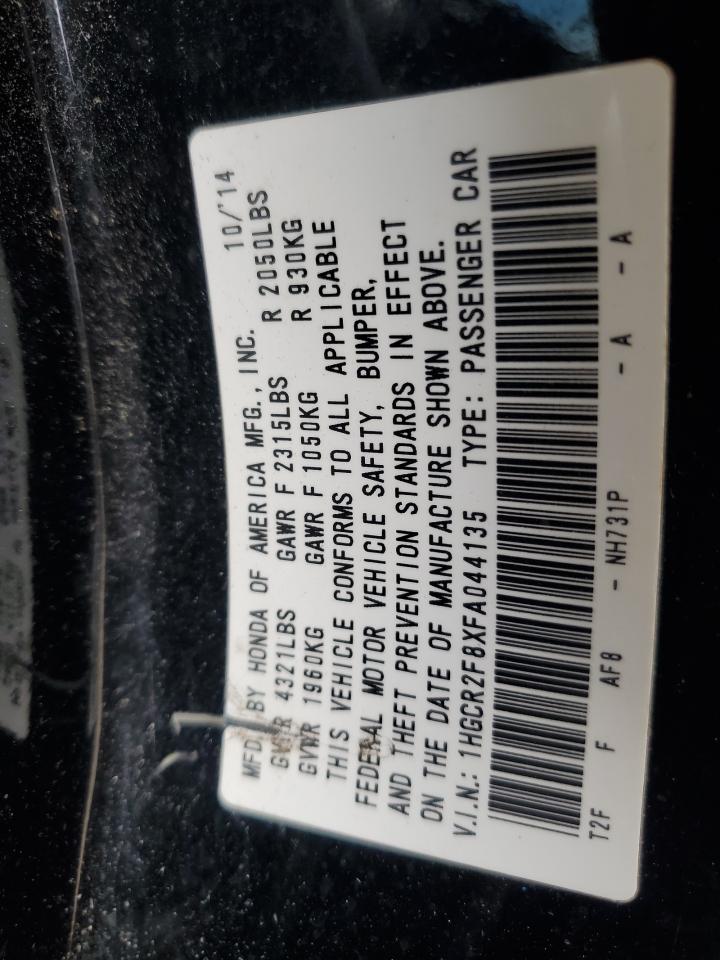 MFD. BY HONDA OF AMERICA MFG., INC. 10/'14
GVWR 4321LBS GAWR F 2315LBS R 2050LBS
GVWR 1960KG GAWR F 1050KG R 930KG
THIS VEHICLE CONFORMS TO ALL APPLICABLE
FEDERAL MOTOR VEHICLE SAFETY, BUMPER,
AND THEFT PREVENTION STANDARDS IN EFFECT
ON THE DATE OF MANUFACTURE SHOWN ABOVE.
V.I.N.: 1HGCR2F8XFA044135 TYPE: PASSENGER CAR
T2F F AF8 - NH731P - A - A